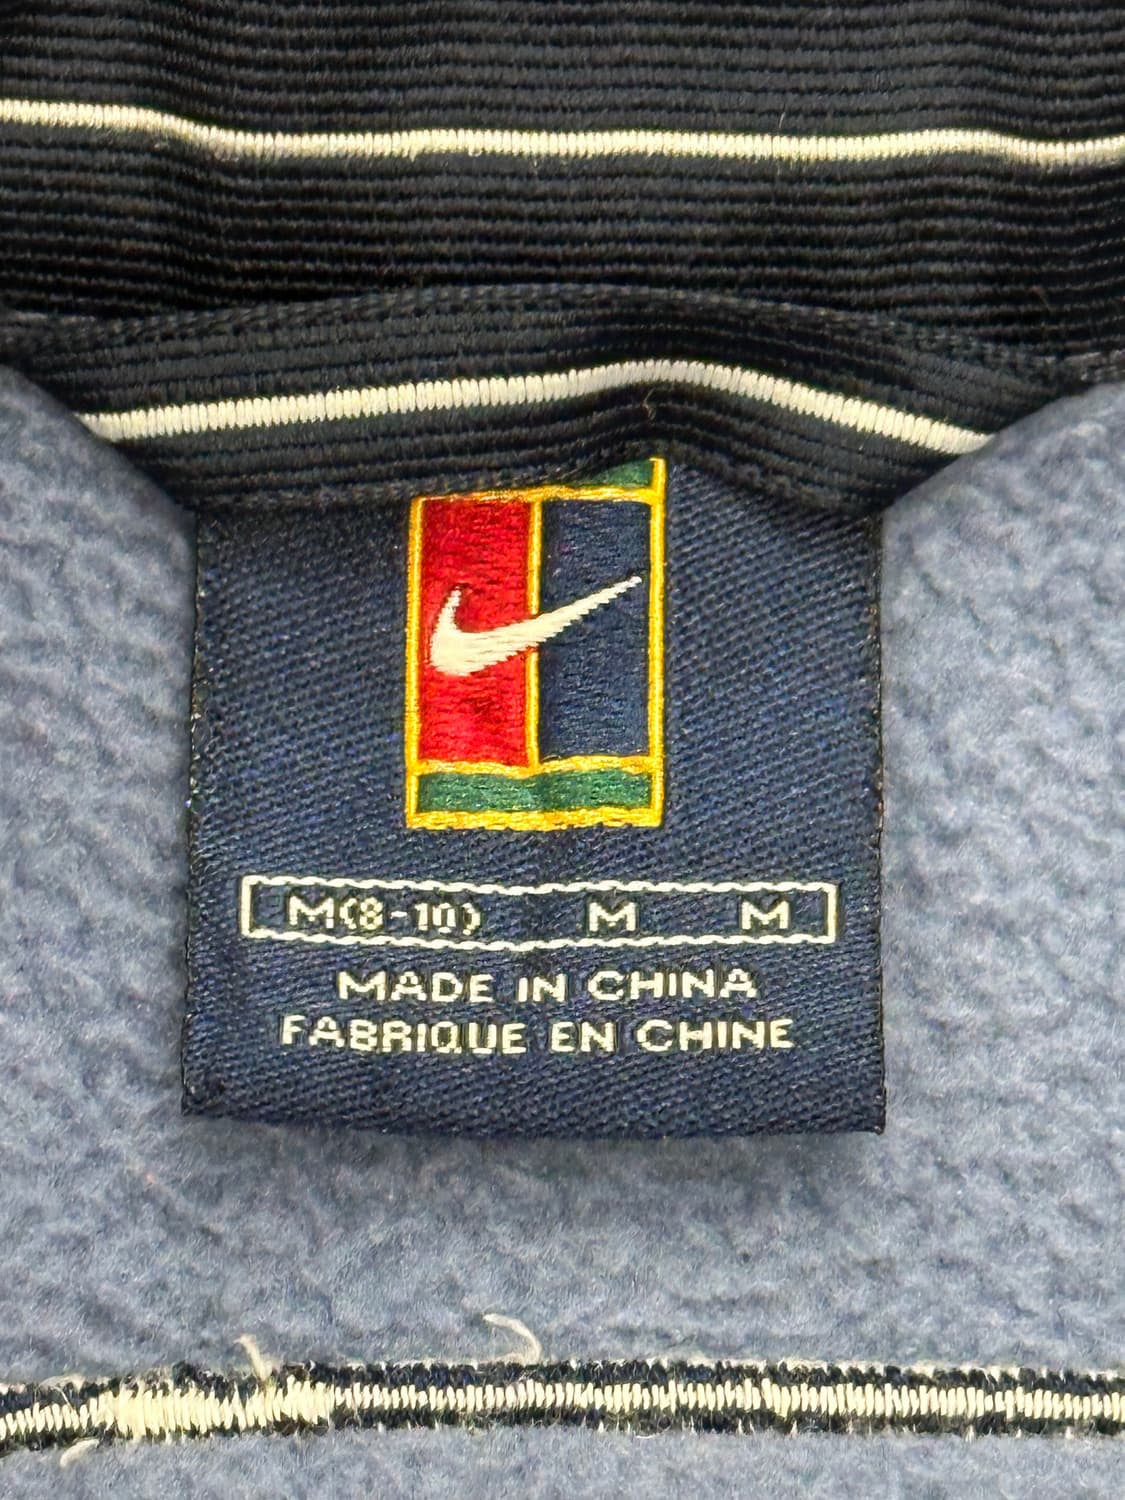 M(8-10) M M
MADE IN CHINA
FABRIQUE EN CHINE